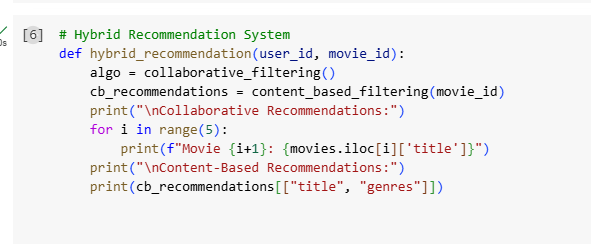 [6] # Hybrid Recommendation System
def hybrid_recommendation(user_id, movie_id):
    algo = collaborative_filtering()
    cb_recommendations = content_based_filtering(movie_id)
    print("\nCollaborative Recommendations:")
    for i in range(5):
        print(f"Movie {i+1}: {movies.iloc[i]['title']}")
    print("\nContent-Based Recommendations:")
    print(cb_recommendations[["title", "genres"]])